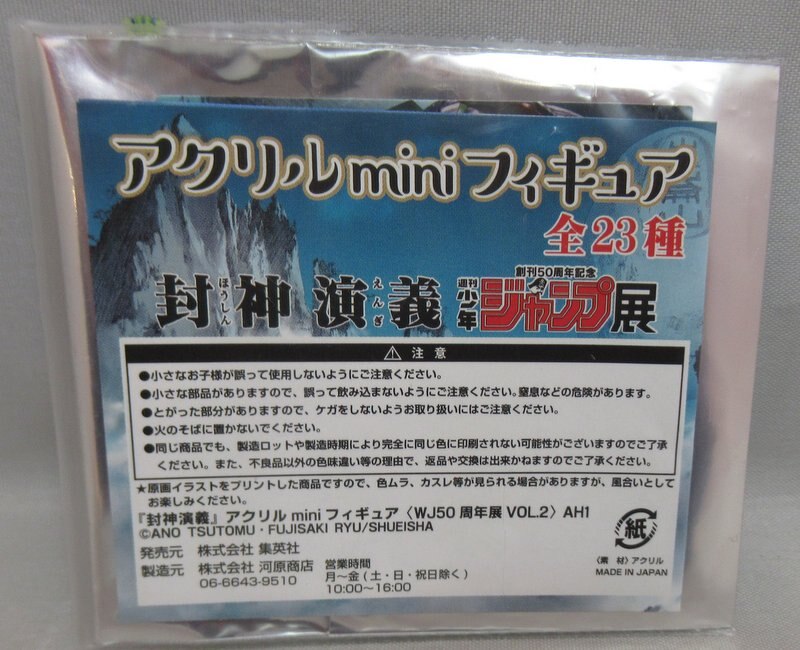 アクリルminiフィギュア
全23種
封神演義
ほうしん えんぎ
創刊50周年記念
週刊少年ジャンプ展
⚠ 注意
●小さなお子様が誤って使用しないようにご注意ください。
●小さな部品がありますので、誤って飲み込まないようにご注意ください。窒息などの危険があります。
●とがった部分がありますので、ケガをしないようお取り扱いにはご注意ください。
●火のそばに置かないでください。
●同じ商品でも、製造ロットや製造時期により完全に同じ色に印刷されない可能性がございますのでご了承
ください。また、不良品以外の色味違い等の理由で、返品や交換は出来かねますのでご了承ください。
★原画イラストをプリントした商品ですので、色ムラ、カスレ等が見られる場合がありますが、風合いとして
お楽しみください。
『封神演義』アクリル mini フィギュア〈WJ50 周年展 VOL.2〉AH1
©ANO TSUTOMU・FUJISAKI RYU/SHUEISHA
発売元 株式会社 集英社
製造元 株式会社 河原商店
06-6643-9510
営業時間
月～金 ( 土・日・祝日除く )
10:00～16:00
紙
〈素 材〉アクリル
MADE IN JAPAN